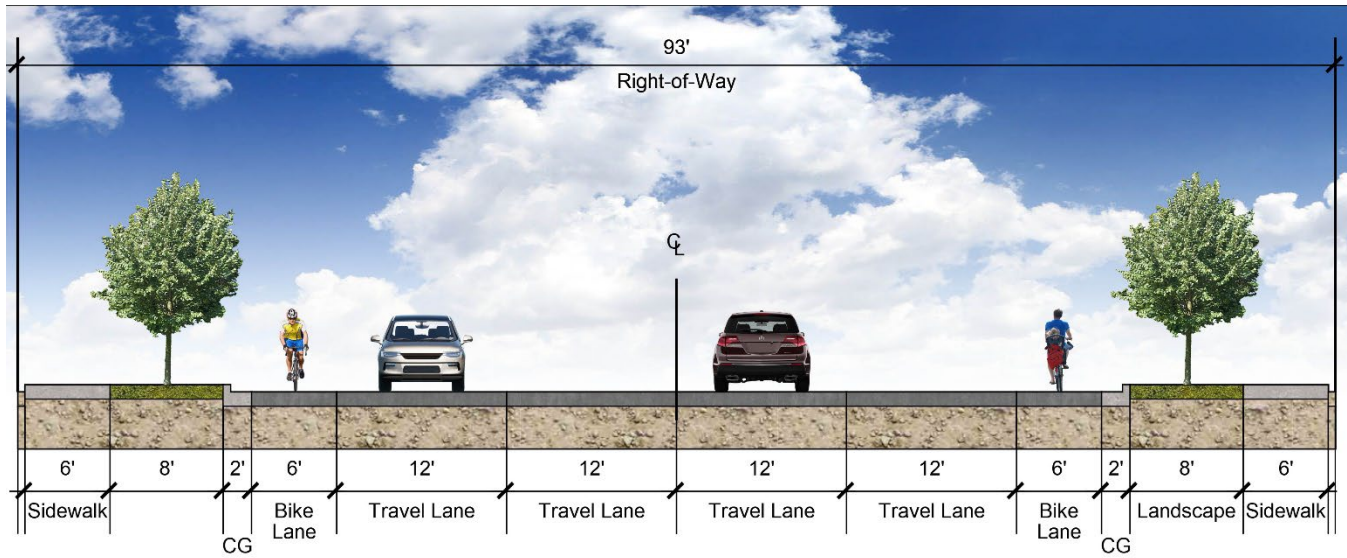 93'
Right-of-Way
℄
6' 8' 2' 6' 12' 12' 12' 12' 6' 2' 8' 6'
Sidewalk Bike Lane Travel Lane Travel Lane Travel Lane Travel Lane Bike Lane Landscape Sidewalk
CG CG